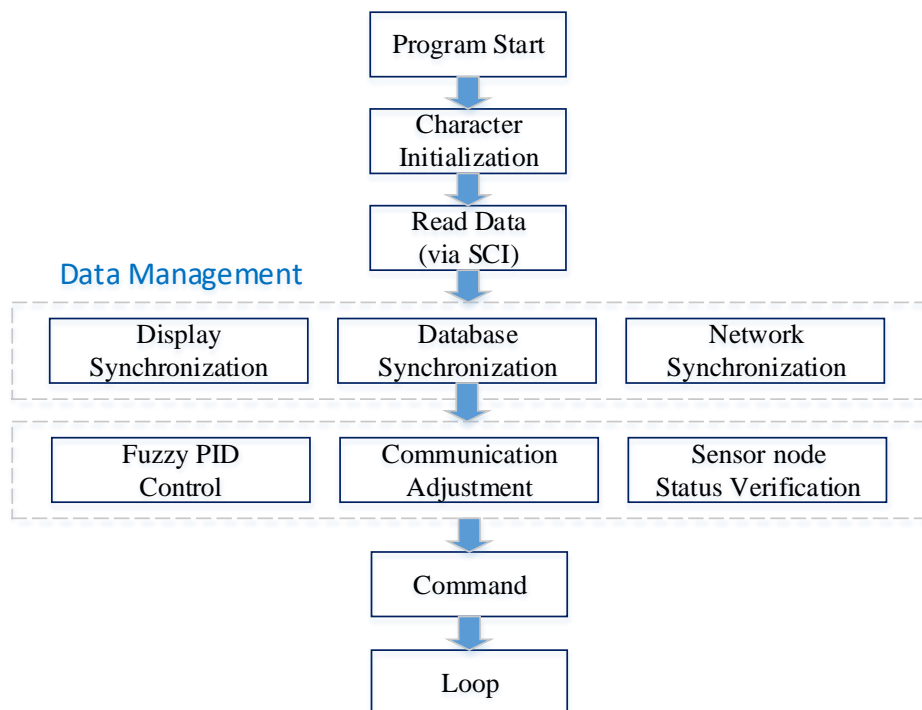 Program Start
Character
Initialization
Read Data
(via SCI)
Data Management
Display
Synchronization
Database
Synchronization
Network
Synchronization
Fuzzy PID
Control
Communication
Adjustment
Sensor node
Status Verification
Command
Loop